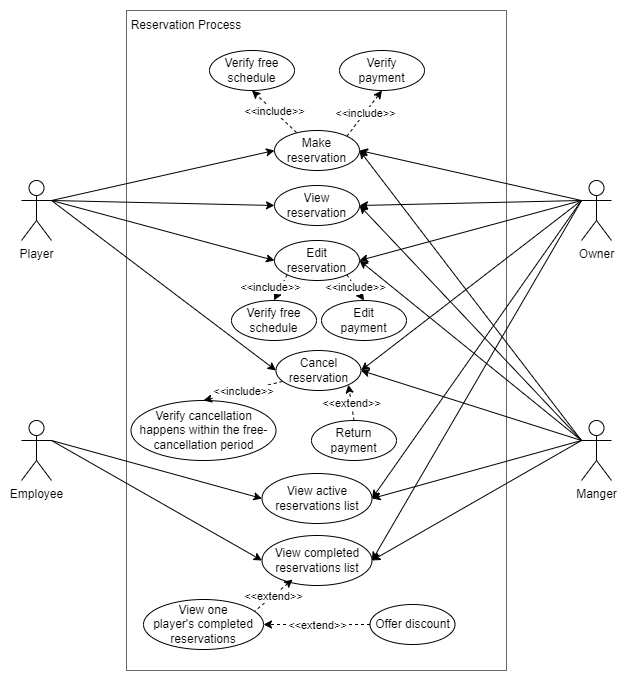 Reservation Process
Verify free
schedule
Verify
payment
<<include>>
<<include>>
Make
reservation
View
reservation
Player
Owner
Edit
reservation
<<include>>
<<include>>
Verify free
schedule
Edit
payment
Cancel
reservation
<<include>>
<<extend>>
Verify cancellation
happens within the free-
cancellation period
Return
payment
Employee
Manger
View active
reservations list
View completed
reservations list
<<extend>>
View one
player's completed
reservations
<<extend>>
Offer discount